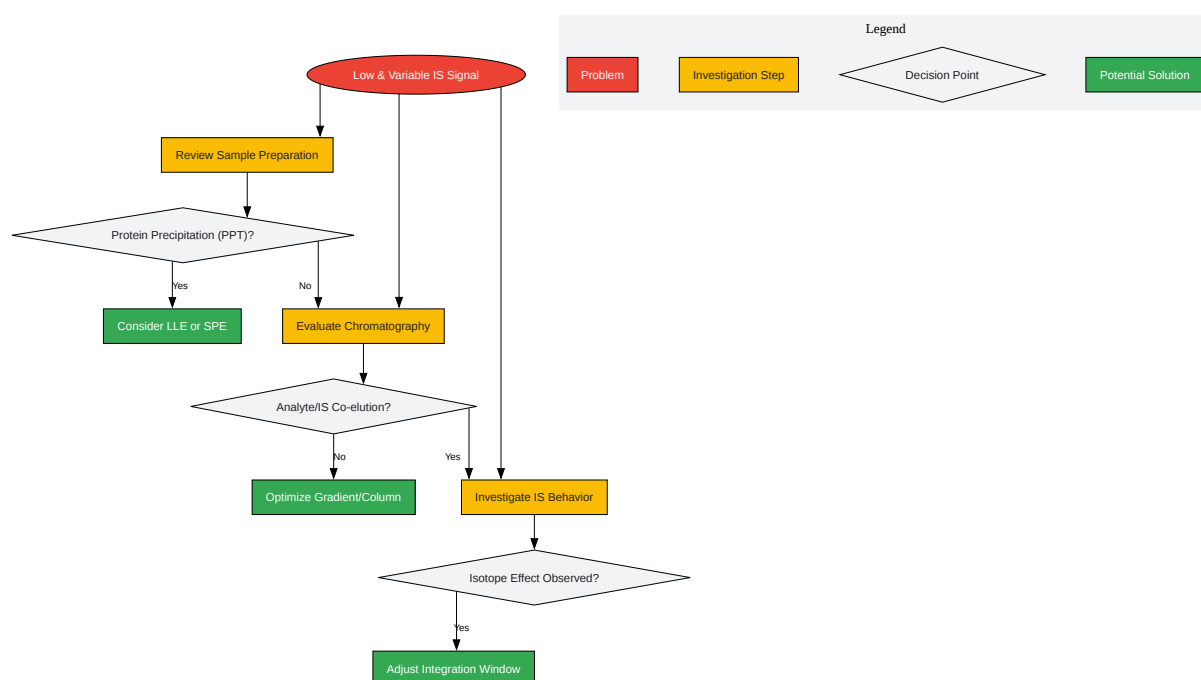 Legend
Low & Variable IS Signal
Problem
Investigation Step
Decision Point
Potential Solution
Review Sample Preparation
Protein Precipitation (PPT)?
Yes
No
Consider LLE or SPE
Evaluate Chromatography
Analyte/IS Co-elution?
No
Yes
Optimize Gradient/Column
Investigate IS Behavior
Isotope Effect Observed?
Yes
Adjust Integration Window